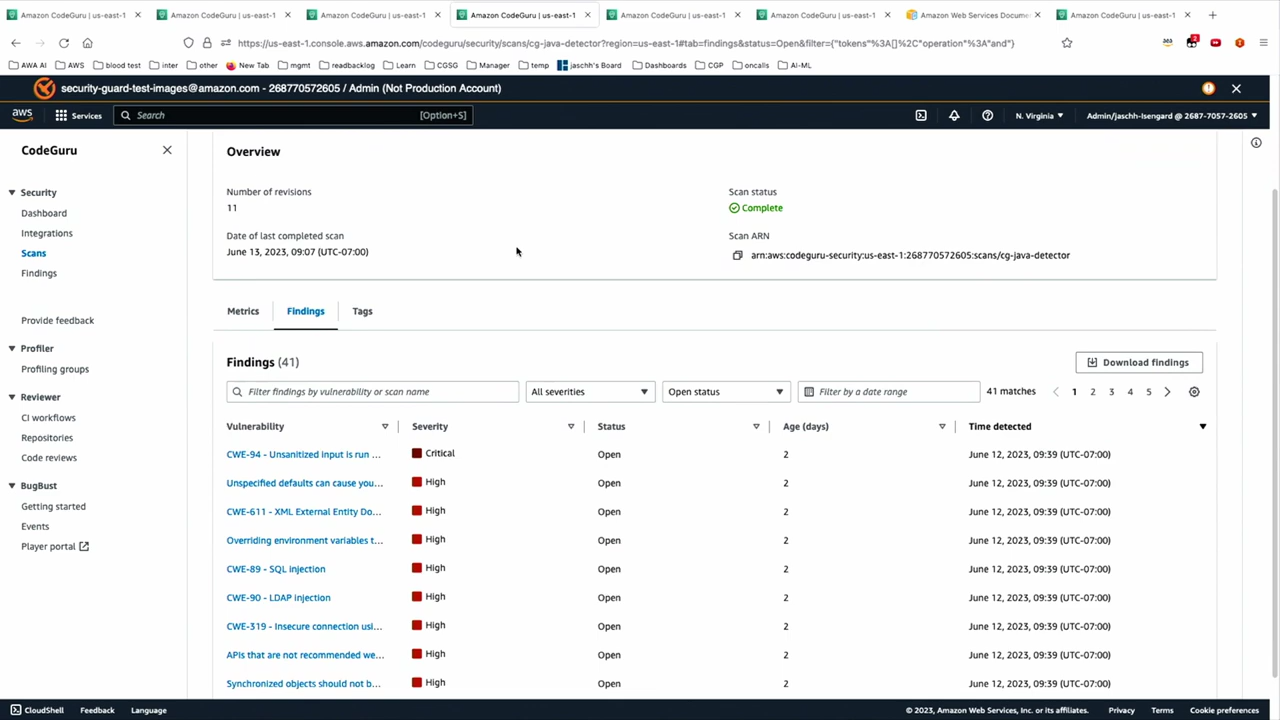 Amazon CodeGuru | us-east-1
Amazon CodeGuru | us-east-1
Amazon CodeGuru | us-east-1
Amazon CodeGuru | us-east-1
Amazon CodeGuru | us-east-1
Amazon CodeGuru | us-east-1
Amazon Web Services Docume
Amazon CodeGuru | us-east-1
https://us-east-1.console.aws.amazon.com/codeguru/security/scans/cg-java-detector?region=us-east-1#tab=findings&status=Open&filter={"tokens"%3A[]%2C"operation"%3A"and"}
AWA AI
AWS
blood test
inter
other
New Tab
mgmt
readbacklog
Learn
CGSG
Manager
temp
jaschh's Board
Dashboards
CGP
oncalls
AI-ML
security-guard-test-images@amazon.com - 268770572605 / Admin (Not Production Account)
aws
Services
Search
[Option+S]
N. Virginia
Admin/jaschh-Isengard @ 2687-7057-2605
CodeGuru
Security
Dashboard
Integrations
Scans
Findings
Provide feedback
Profiler
Profiling groups
Reviewer
CI workflows
Repositories
Code reviews
BugBust
Getting started
Events
Player portal
Overview
Number of revisions
11
Date of last completed scan
June 13, 2023, 09:07 (UTC-07:00)
Scan status
Complete
Scan ARN
arn:aws:codeguru-security:us-east-1:268770572605:scans/cg-java-detector
Metrics
Findings
Tags
Findings (41)
Download findings
Filter findings by vulnerability or scan name
All severities
Open status
Filter by a date range
41 matches
1 2 3 4 5
Vulnerability Severity Status Age (days) Time detected
CWE-94 - Unsanitized input is run ... Critical Open 2 June 12, 2023, 09:39 (UTC-07:00)
Unspecified defaults can cause you... High Open 2 June 12, 2023, 09:39 (UTC-07:00)
CWE-611 - XML External Entity Do... High Open 2 June 12, 2023, 09:39 (UTC-07:00)
Overriding environment variables t... High Open 2 June 12, 2023, 09:39 (UTC-07:00)
CWE-89 - SQL injection High Open 2 June 12, 2023, 09:39 (UTC-07:00)
CWE-90 - LDAP injection High Open 2 June 12, 2023, 09:39 (UTC-07:00)
CWE-319 - Insecure connection usi... High Open 2 June 12, 2023, 09:39 (UTC-07:00)
APIs that are not recommended we... High Open 2 June 12, 2023, 09:39 (UTC-07:00)
Synchronized objects should not b... High Open 2 June 12, 2023, 09:39 (UTC-07:00)
CloudShell
Feedback
Language
© 2023, Amazon Web Services, Inc. or its affiliates.
Privacy
Terms
Cookie preferences